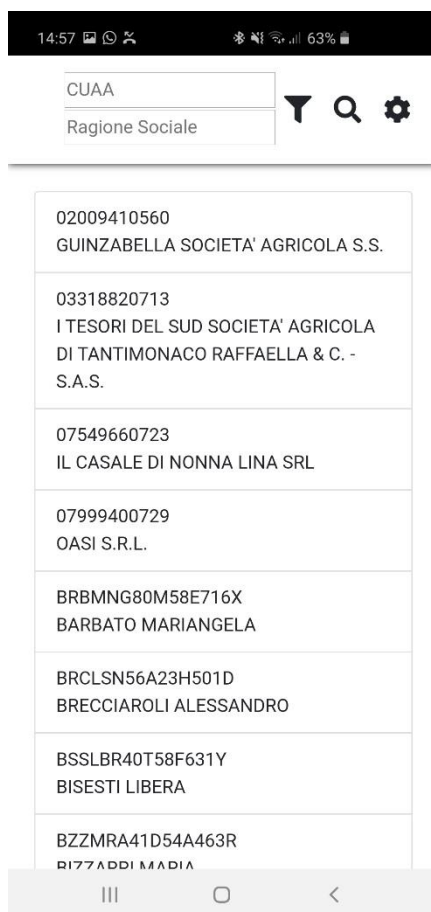 14:57 63%
CUAA
Ragione Sociale
02009410560
GUINZABELLA SOCIETA' AGRICOLA S.S.
03318820713
I TESORI DEL SUD SOCIETA' AGRICOLA
DI TANTIMONACO RAFFAELLA & C. -
S.A.S.
07549660723
IL CASALE DI NONNA LINA SRL
07999400729
OASI S.R.L.
BRBMNG80M58E716X
BARBATO MARIANGELA
BRCLSN56A23H501D
BRECCIAROLI ALESSANDRO
BSSLBR40T58F631Y
BISESTI LIBERA
BZZMRA41D54A463R
BIZZARRI MARIA